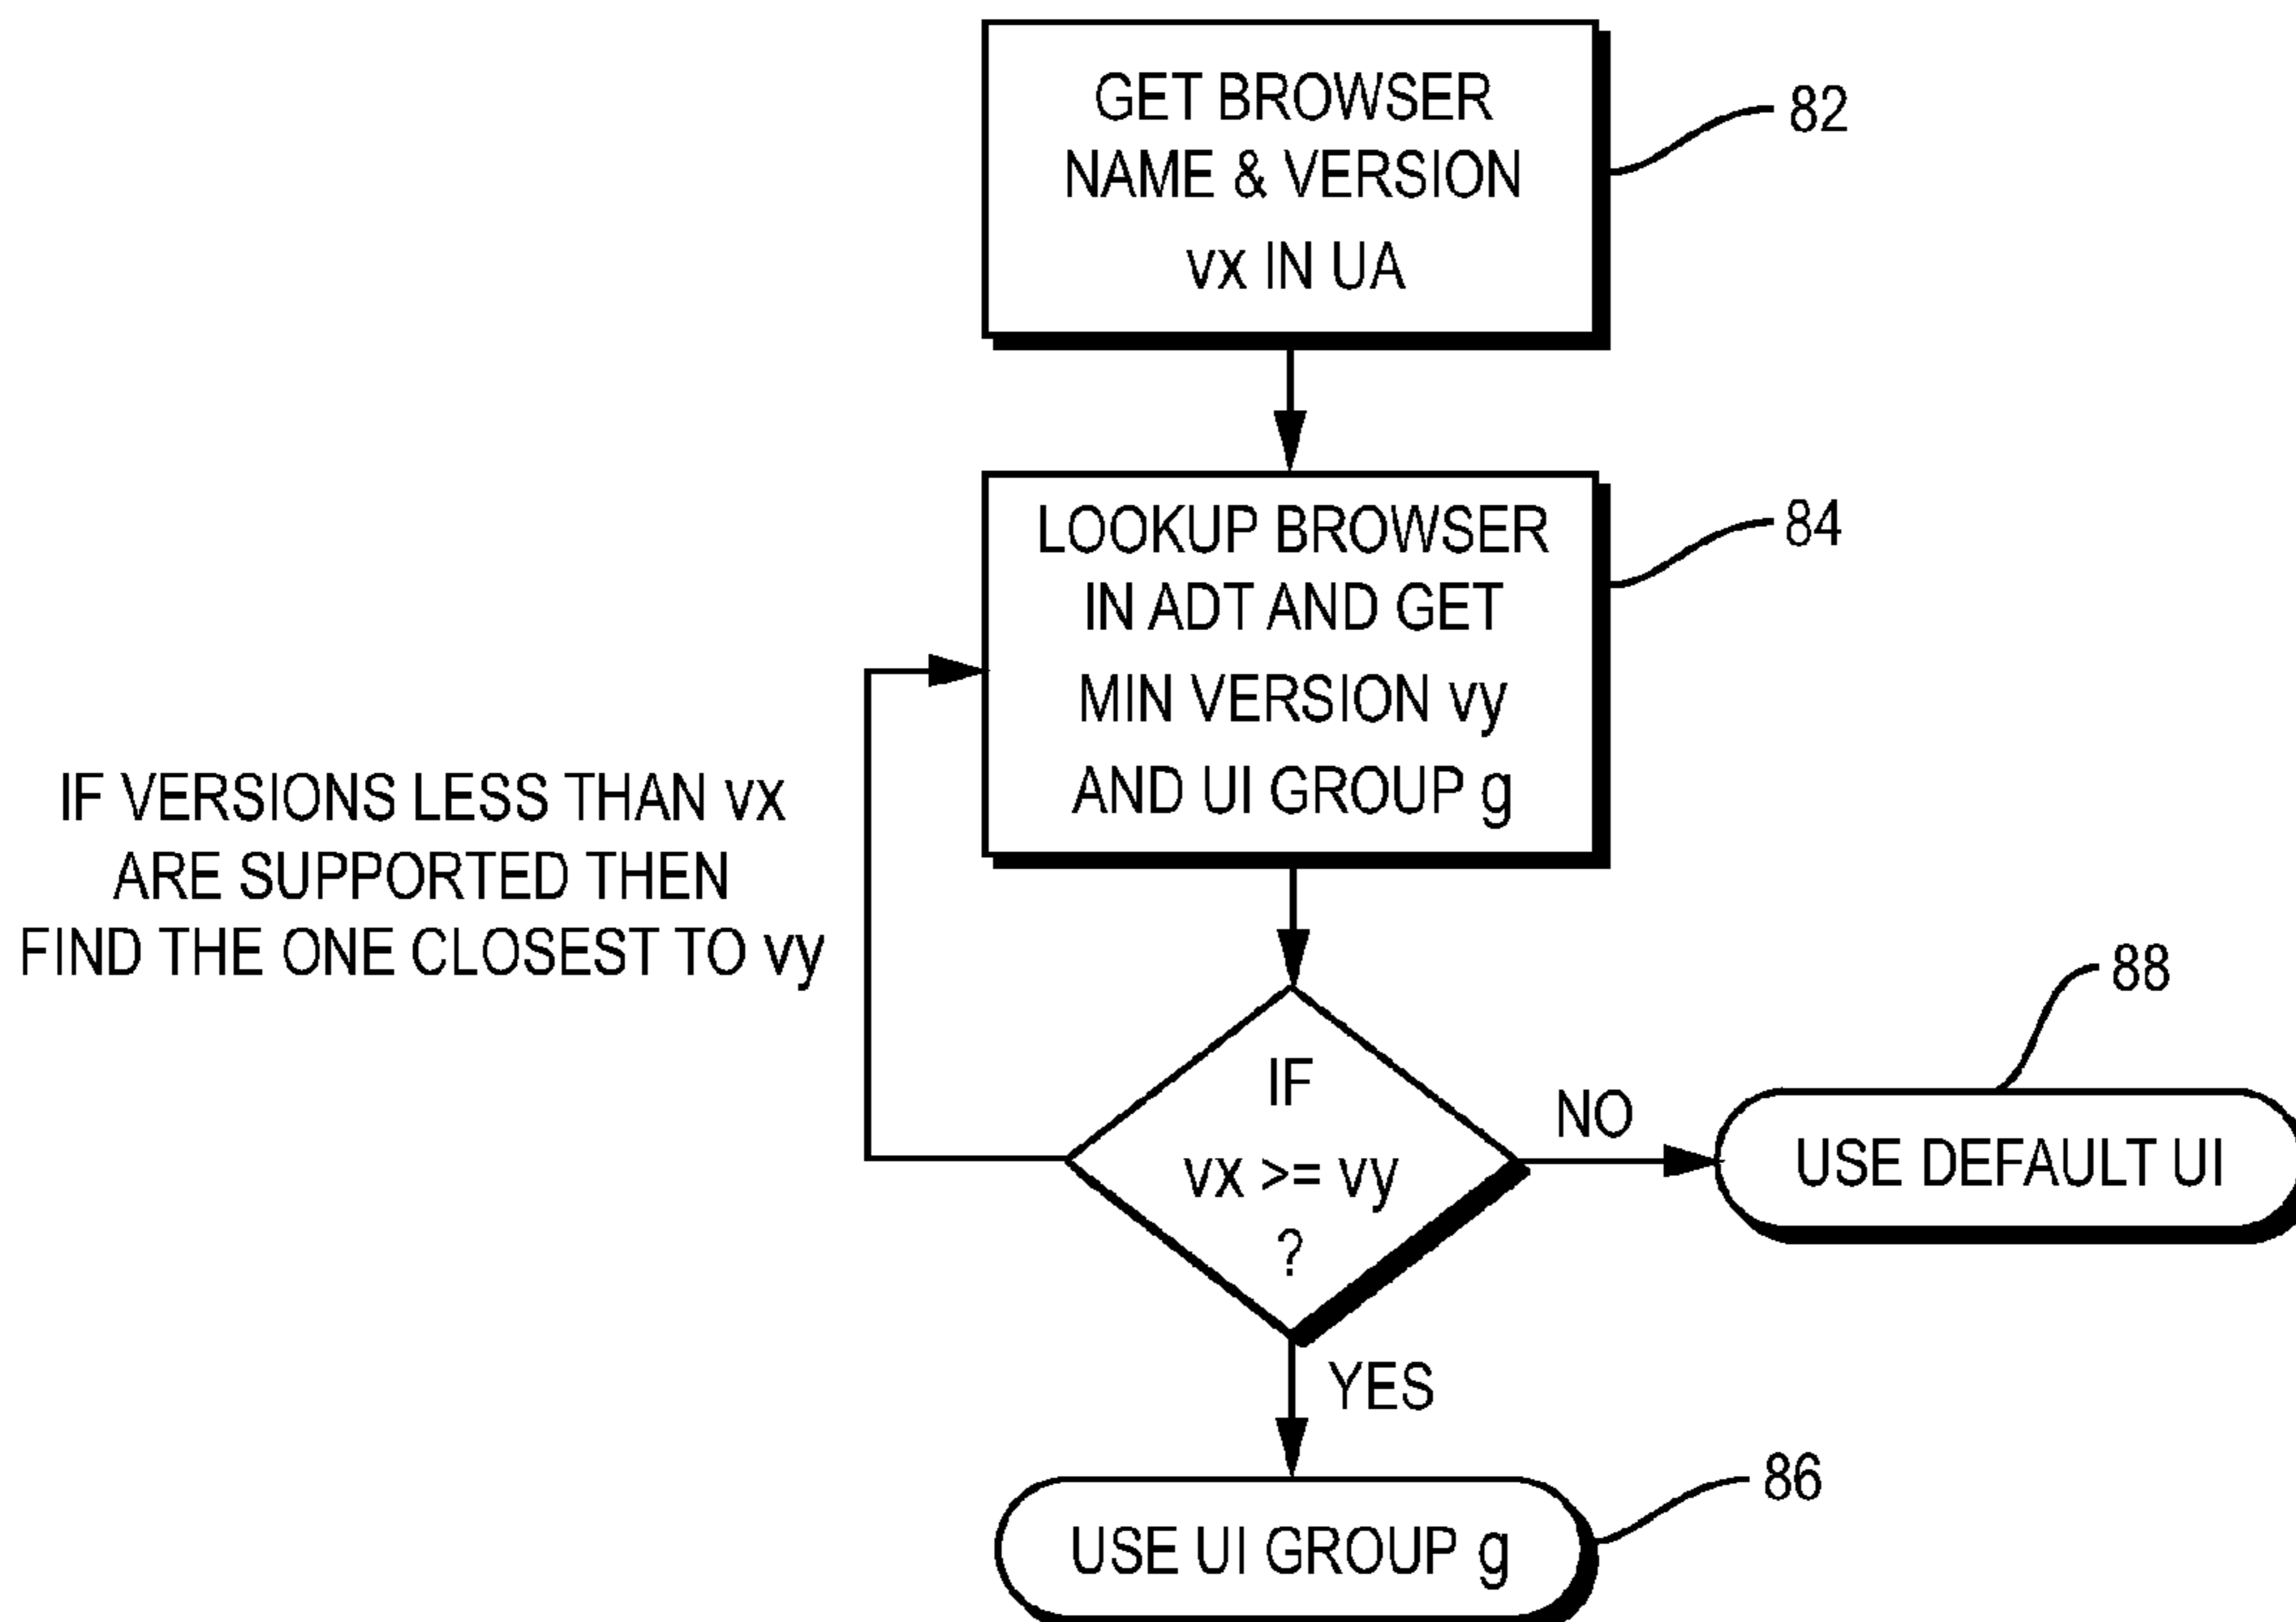 GET BROWSER
NAME & VERSION
vx IN UA
82
LOOKUP BROWSER
IN ADT AND GET
MIN VERSION vy
AND UI GROUP g
84
IF VERSIONS LESS THAN vx
ARE SUPPORTED THEN
FIND THE ONE CLOSEST TO vy
IF
vx >= vy
?
NO
88
USE DEFAULT UI
YES
86
USE UI GROUP g